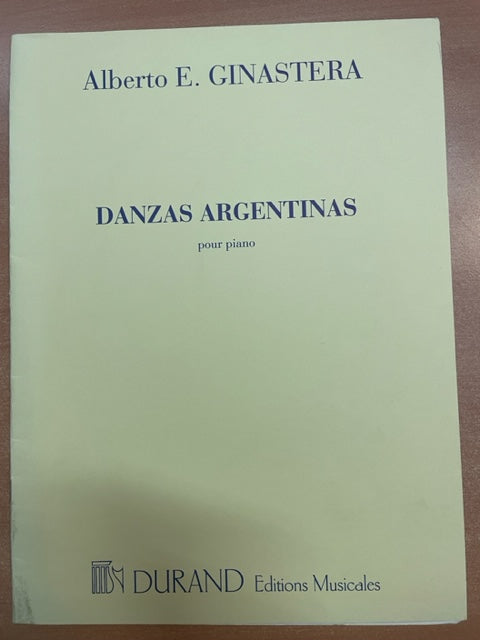 Alberto E. GINASTERA
DANZAS ARGENTINAS
pour piano
DURAND Editions Musicales